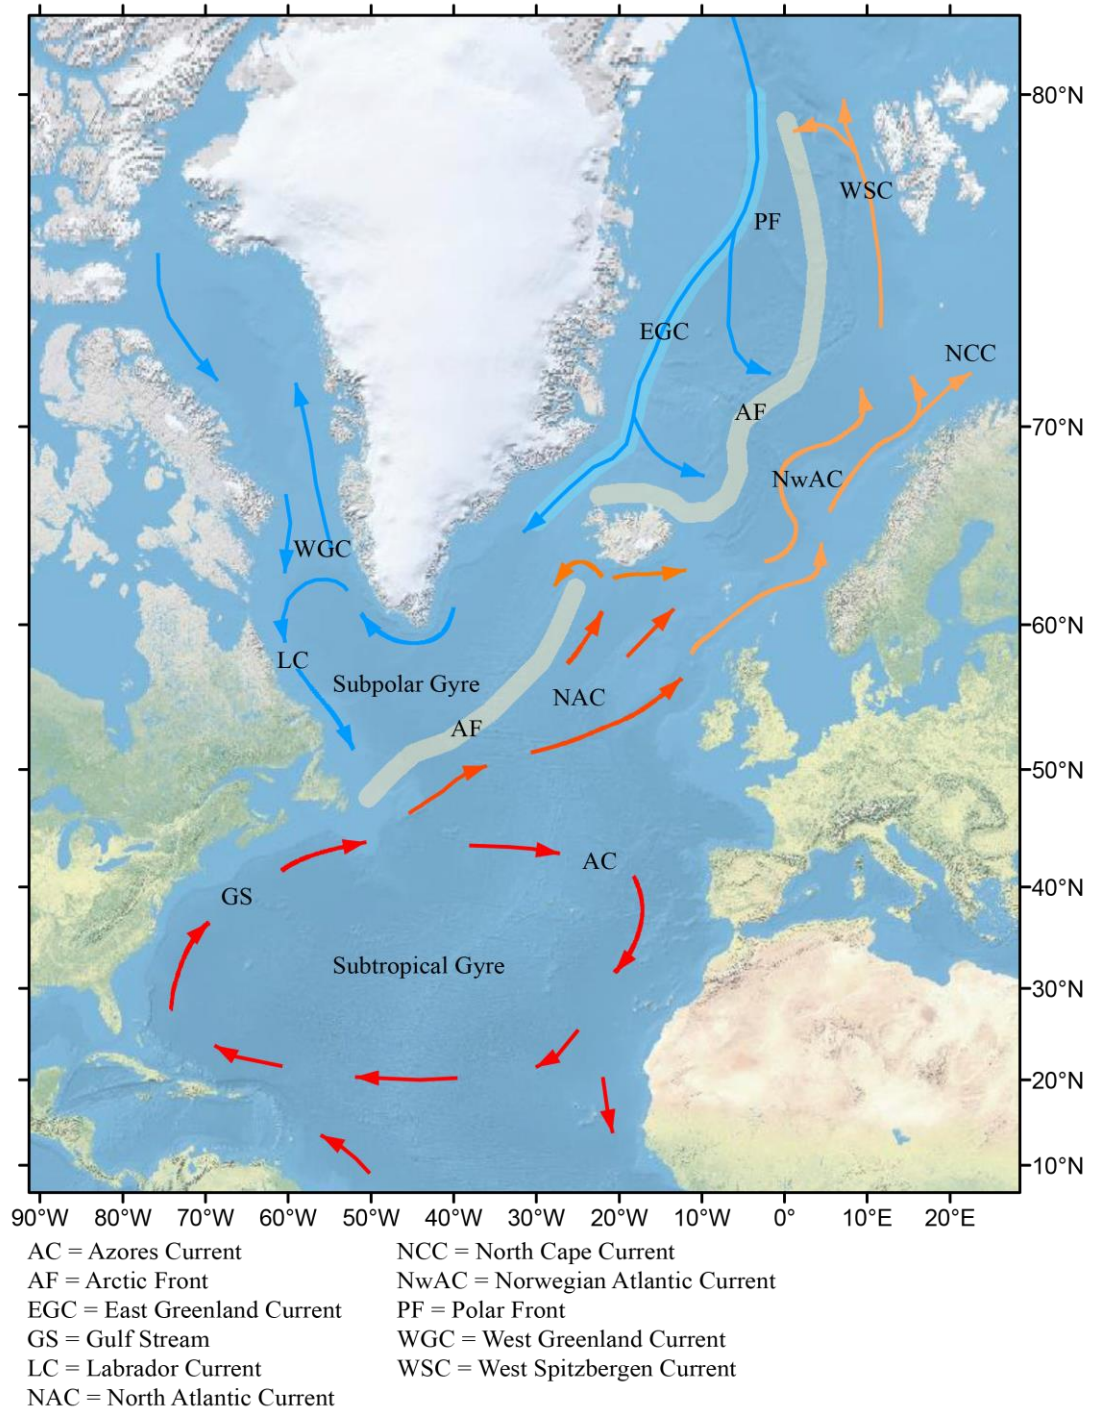 80°N
WSC
PF
EGC
NCC
AF
70°N
NwAC
WGC
60°N
LC
Subpolar Gyre
NAC
AF
50°N
AC
40°N
GS
Subtropical Gyre
30°N
20°N
10°N
90°W 80°W 70°W 60°W 50°W 40°W 30°W 20°W 10°W 0° 10°E 20°E
AC = Azores Current
AF = Arctic Front
EGC = East Greenland Current
GS = Gulf Stream
LC = Labrador Current
NAC = North Atlantic Current
NCC = North Cape Current
NwAC = Norwegian Atlantic Current
PF = Polar Front
WGC = West Greenland Current
WSC = West Spitzbergen Current